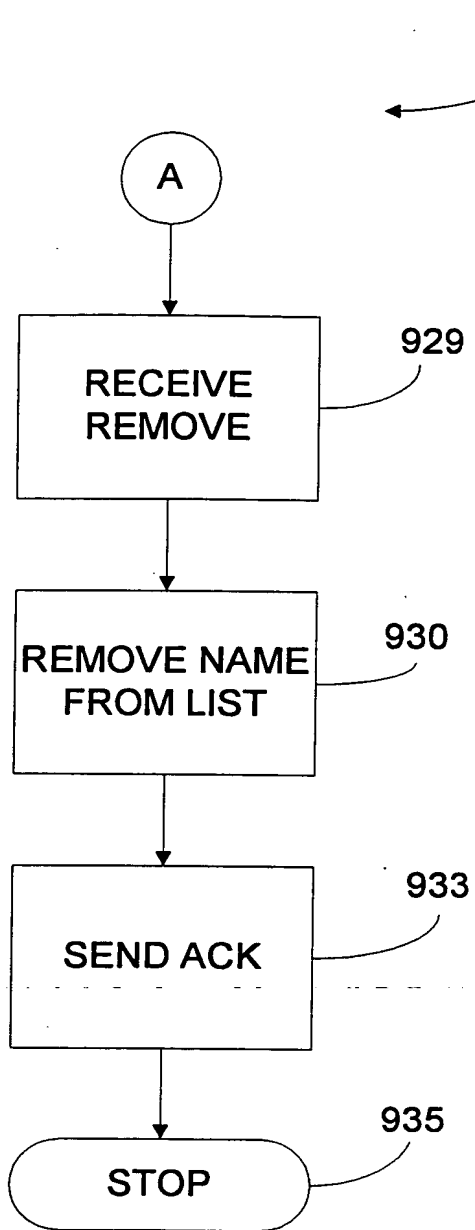 A
RECEIVE
REMOVE
929
REMOVE NAME
FROM LIST
930
SEND ACK
933
STOP
935